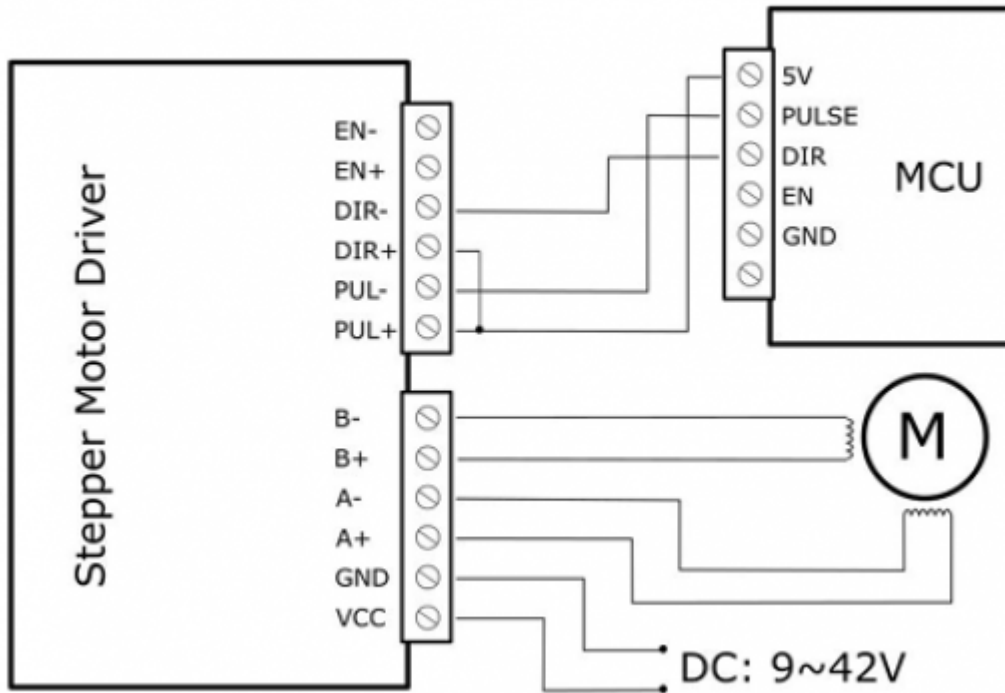 Stepper Motor Driver
EN-
EN+
DIR-
DIR+
PUL-
PUL+
B-
B+
A-
A+
GND
VCC
5V
PULSE
DIR
EN
GND
MCU
M
DC: 9~42V